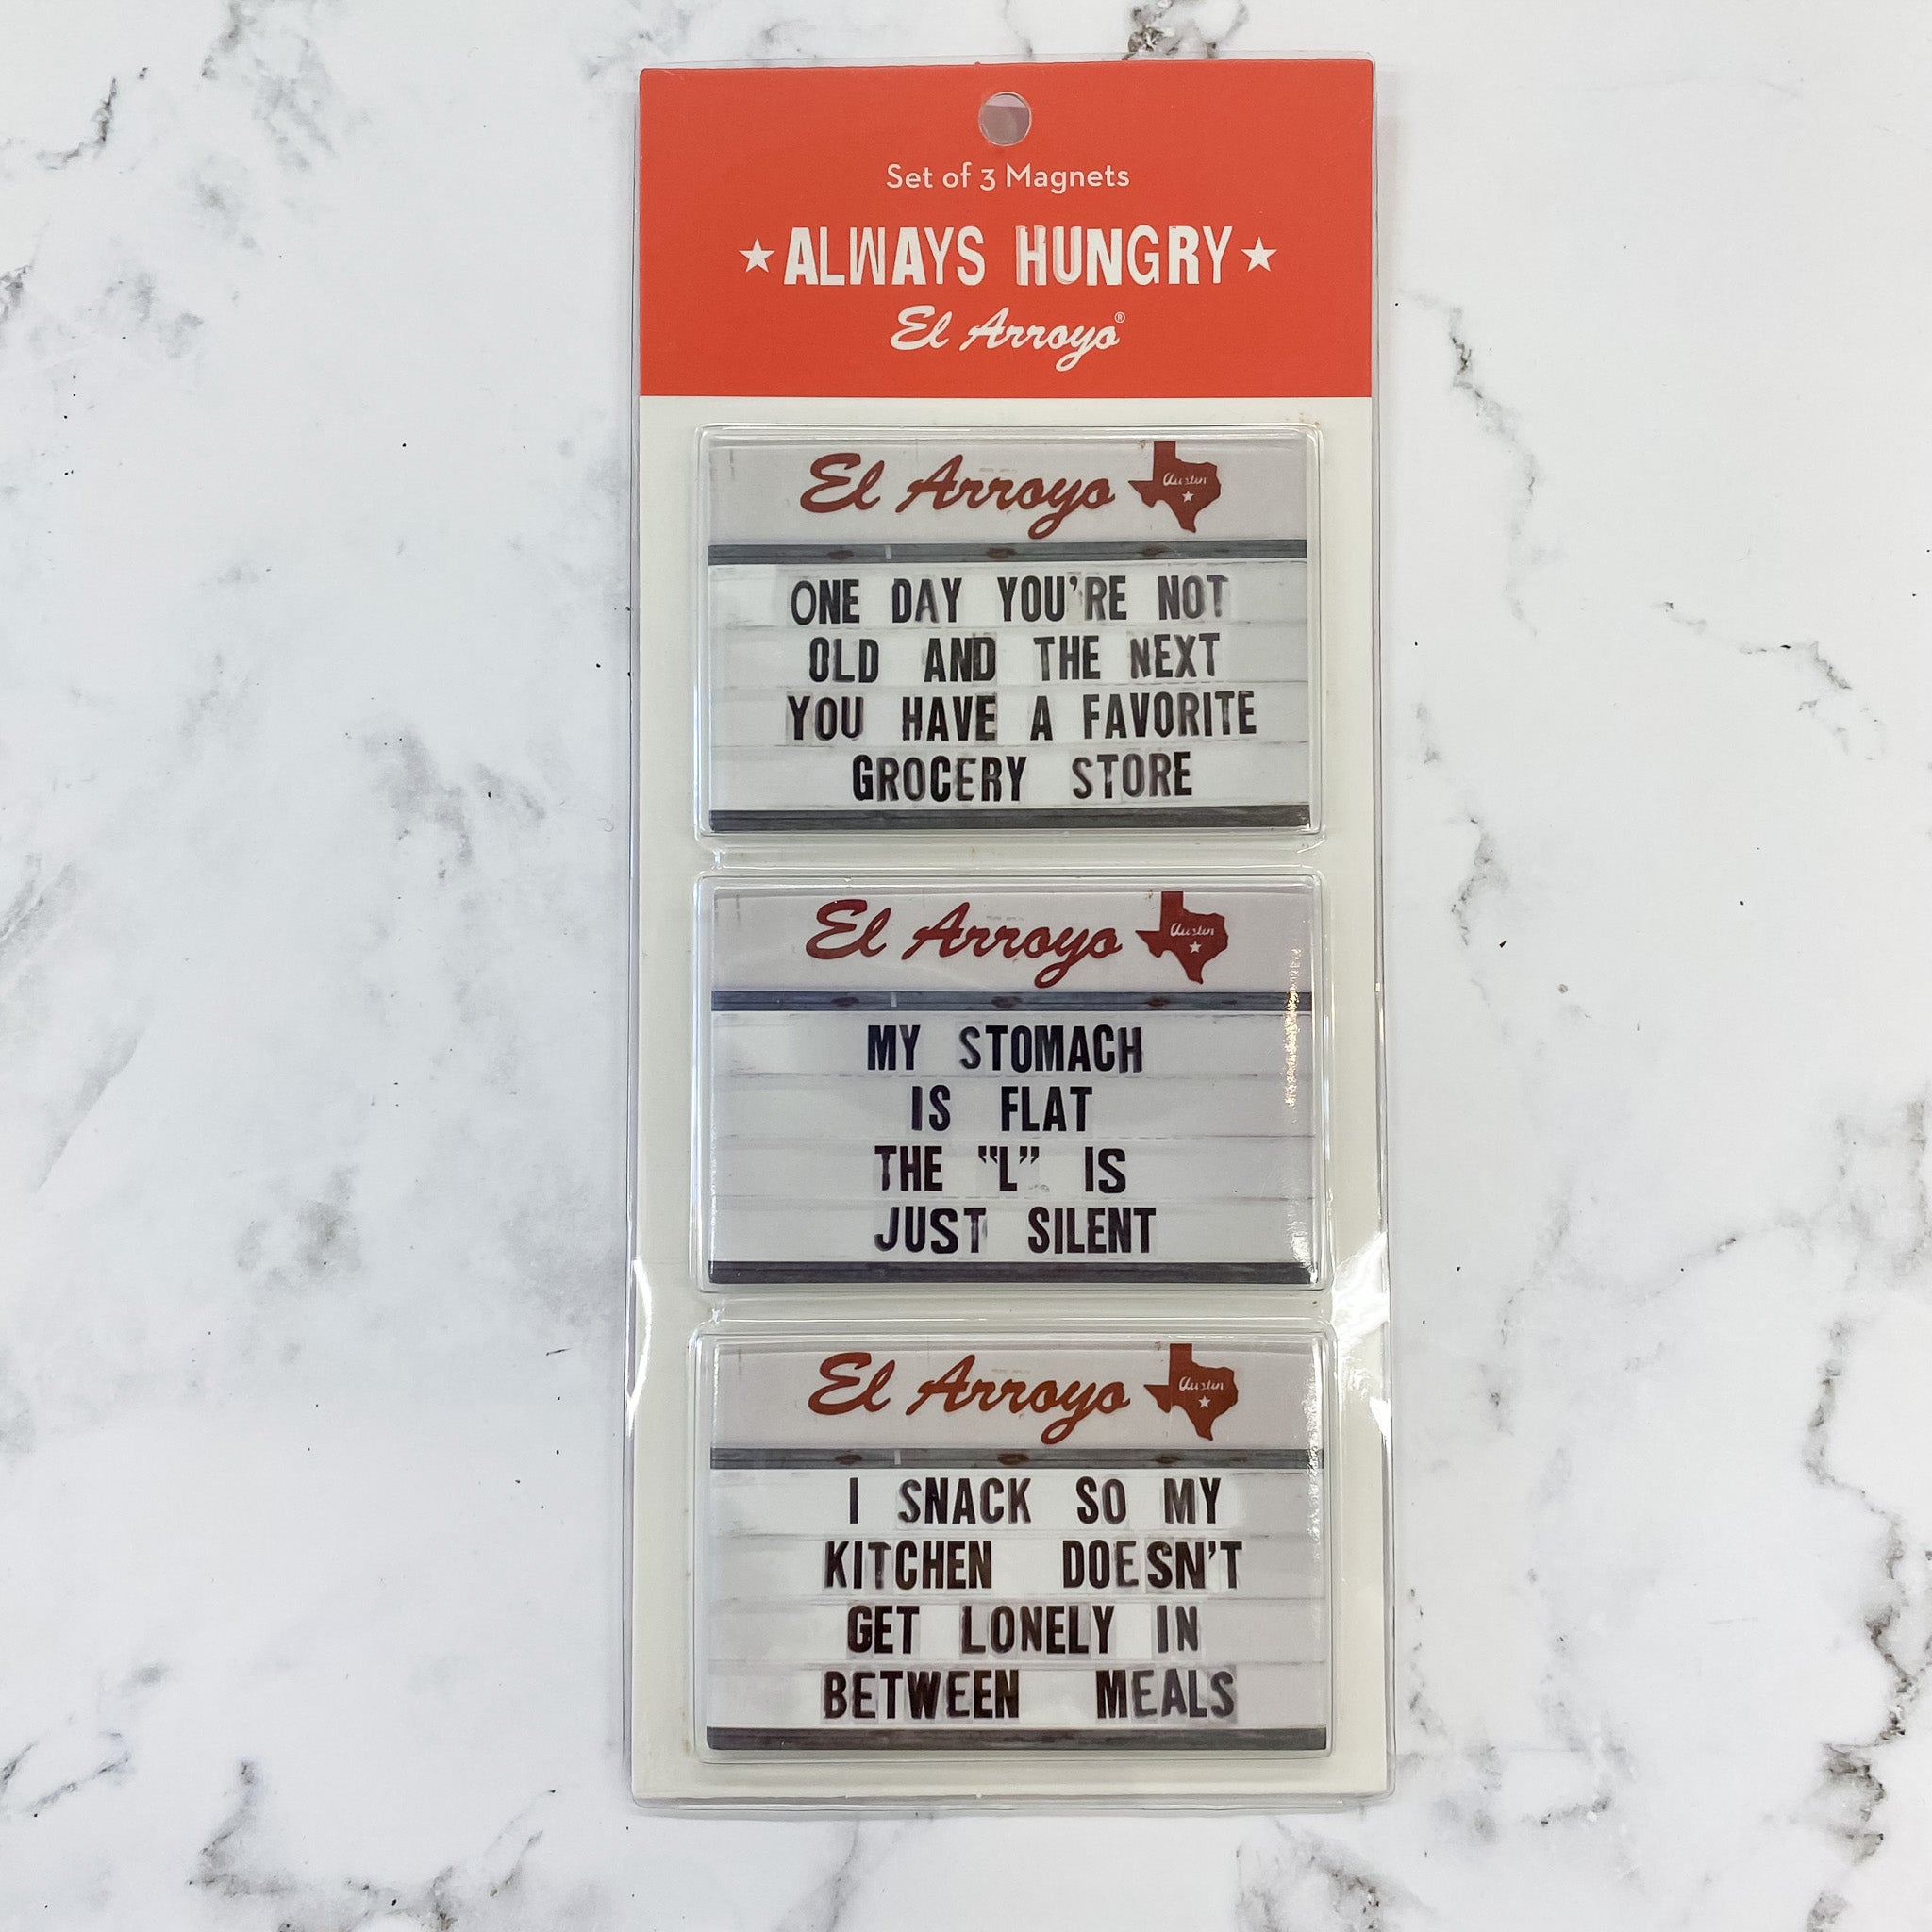 Set of 3 Magnets
★ALWAYS HUNGRY★
El Arroyo®
El Arroyo Austin
ONE DAY YOU'RE NOT
OLD AND THE NEXT
YOU HAVE A FAVORITE
GROCERY STORE
El Arroyo Austin
MY STOMACH
IS FLAT
THE "L" IS
JUST SILENT
El Arroyo Austin
I SNACK SO MY
KITCHEN DOESN'T
GET LONELY IN
BETWEEN MEALS